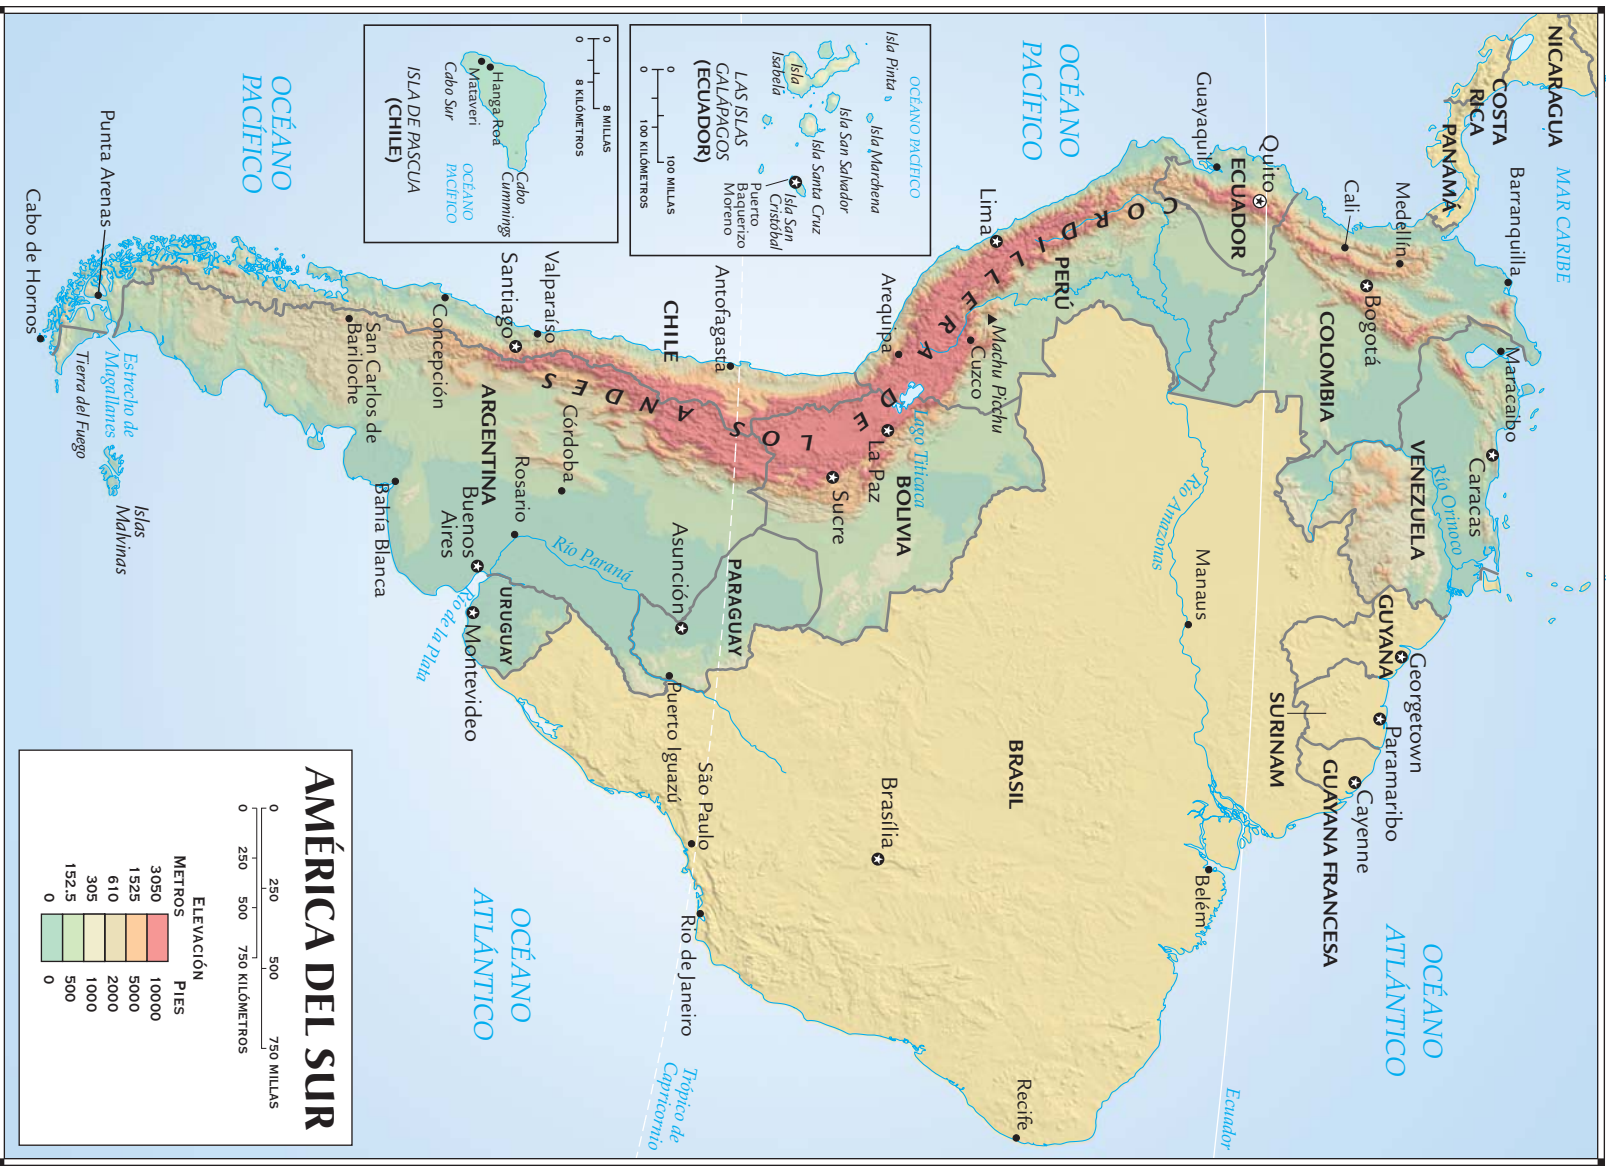 NICARAGUA
COSTA
RICA
PANAMÁ
MAR CARIBE
Barranquilla
Maracaibo
Caracas
Medellín
Cali
Bogotá
COLOMBIA
VENEZUELA
Río Orinoco
GUYANA
Georgetown
Paramaribo
SURINAM
Cayenne
GUAYANA FRANCESA
OCÉANO
ATLÁNTICO
Quito
ECUADOR
Guayaquil
Ecuador
OCÉANO
PACÍFICO
Río Amazonas
Manaus
Belém
PERÚ
Lima
Machu Picchu
Cuzco
Arequipa
Lago Titicaca
CORDILLERA DE LOS ANDES
BRASIL
Recife
Brasília
BOLIVIA
La Paz
Sucre
Antofagasta
CHILE
PARAGUAY
Asunción
Río Paraná
Puerto Iguazú
São Paulo
Rio de Janeiro
Trópico de
Capricornio
Valparaíso
Santiago
Córdoba
Rosario
ARGENTINA
Buenos
Aires
URUGUAY
Montevideo
Río de la Plata
Concepción
Bahía Blanca
San Carlos de
Bariloche
OCÉANO
PACÍFICO
OCÉANO
ATLÁNTICO
Punta Arenas
Estrecho de
Magallanes
Islas
Malvinas
Tierra del Fuego
Cabo de Hornos
OCÉANO PACÍFICO
Isla Pinta
Isla Marchena
Isla San Salvador
Isla
Isabela
Isla Santa Cruz
Isla San
Cristóbal
Puerto
Baquerizo
Moreno
LAS ISLAS
GALÁPAGOS
(ECUADOR)
0 100 MILLAS
0 100 KILÓMETROS
0 8 MILLAS
0 8 KILÓMETROS
Cabo
Cummings
Hanga Roa
Mataveri
Cabo Sur
OCÉANO
PACÍFICO
ISLA DE PASCUA
(CHILE)
AMÉRICA DEL SUR
0 250 500 750 MILLAS
0 250 500 750 KILÓMETROS
ELEVACIÓN
METROS PIES
3050 10000
1525 5000
610 2000
305 1000
152.5 500
0 0